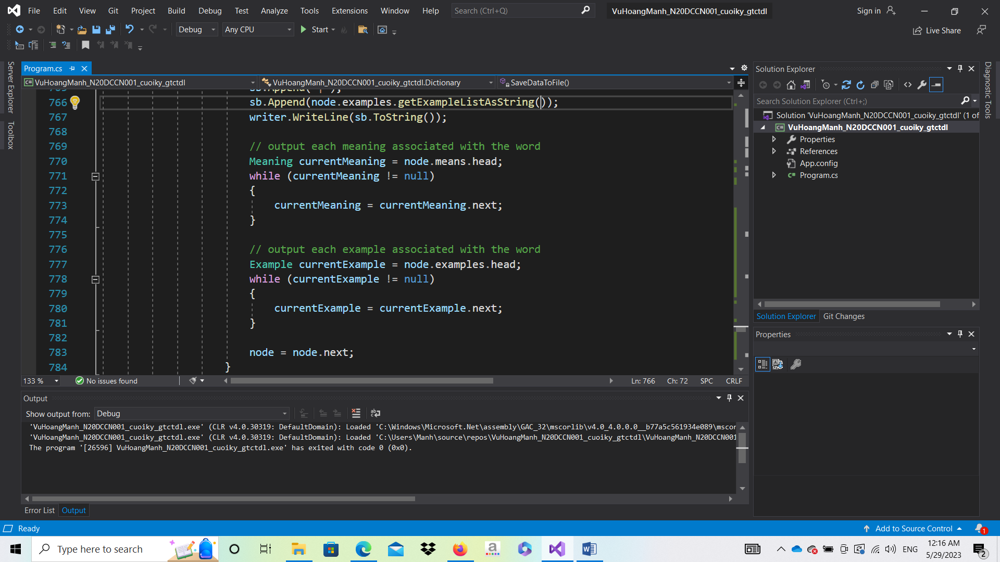 File Edit View Git Project Build Debug Test Analyze Tools Extensions Window Help Search (Ctrl+Q) VuHoangManh_N20DCCN001_cuoiky_gtctdl Sign in
Debug Any CPU Start Live Share
Server Explorer
Toolbox
Program.cs
VuHoangManh_N20DCCN001_cuoiky_gtctdl VuHoangManh_N20DCCN001_cuoiky_gtctdl.Dictionary SaveDataToFile()
766 sb.Append(node.examples.getExampleListAsString());
767 writer.WriteLine(sb.ToString());
768
769 // output each meaning associated with the word
770 Meaning currentMeaning = node.means.head;
771 while (currentMeaning != null)
772 {
773 currentMeaning = currentMeaning.next;
774 }
775
776 // output each example associated with the word
777 Example currentExample = node.examples.head;
778 while (currentExample != null)
779 {
780 currentExample = currentExample.next;
781 }
782
783 node = node.next;
784 }
133 % No issues found Ln: 766 Ch: 72 SPC CRLF
Output
Show output from: Debug
'VuHoangManh_N20DCCN001_cuoiky_gtctdl.exe' (CLR v4.0.30319: DefaultDomain): Loaded 'C:\Windows\Microsoft.Net\assembly\GAC_32\mscorlib\v4.0_4.0.0.0__b77a5c561934e089\mscor
'VuHoangManh_N20DCCN001_cuoiky_gtctdl.exe' (CLR v4.0.30319: DefaultDomain): Loaded 'C:\Users\Manh\source\repos\VuHoangManh_N20DCCN001_cuoiky_gtctdl\VuHoangManh_N20DCCN001
The program '[26596] VuHoangManh_N20DCCN001_cuoiky_gtctdl.exe' has exited with code 0 (0x0).
Error List Output
Solution Explorer
Search Solution Explorer (Ctrl+;)
Solution 'VuHoangManh_N20DCCN001_cuoiky_gtctdl' (1 of
VuHoangManh_N20DCCN001_cuoiky_gtctdl
Properties
References
App.config
Program.cs
Solution Explorer Git Changes
Properties
Diagnostic Tools
Ready Add to Source Control 1
Type here to search ENG 12:16 AM
5/29/2023 2